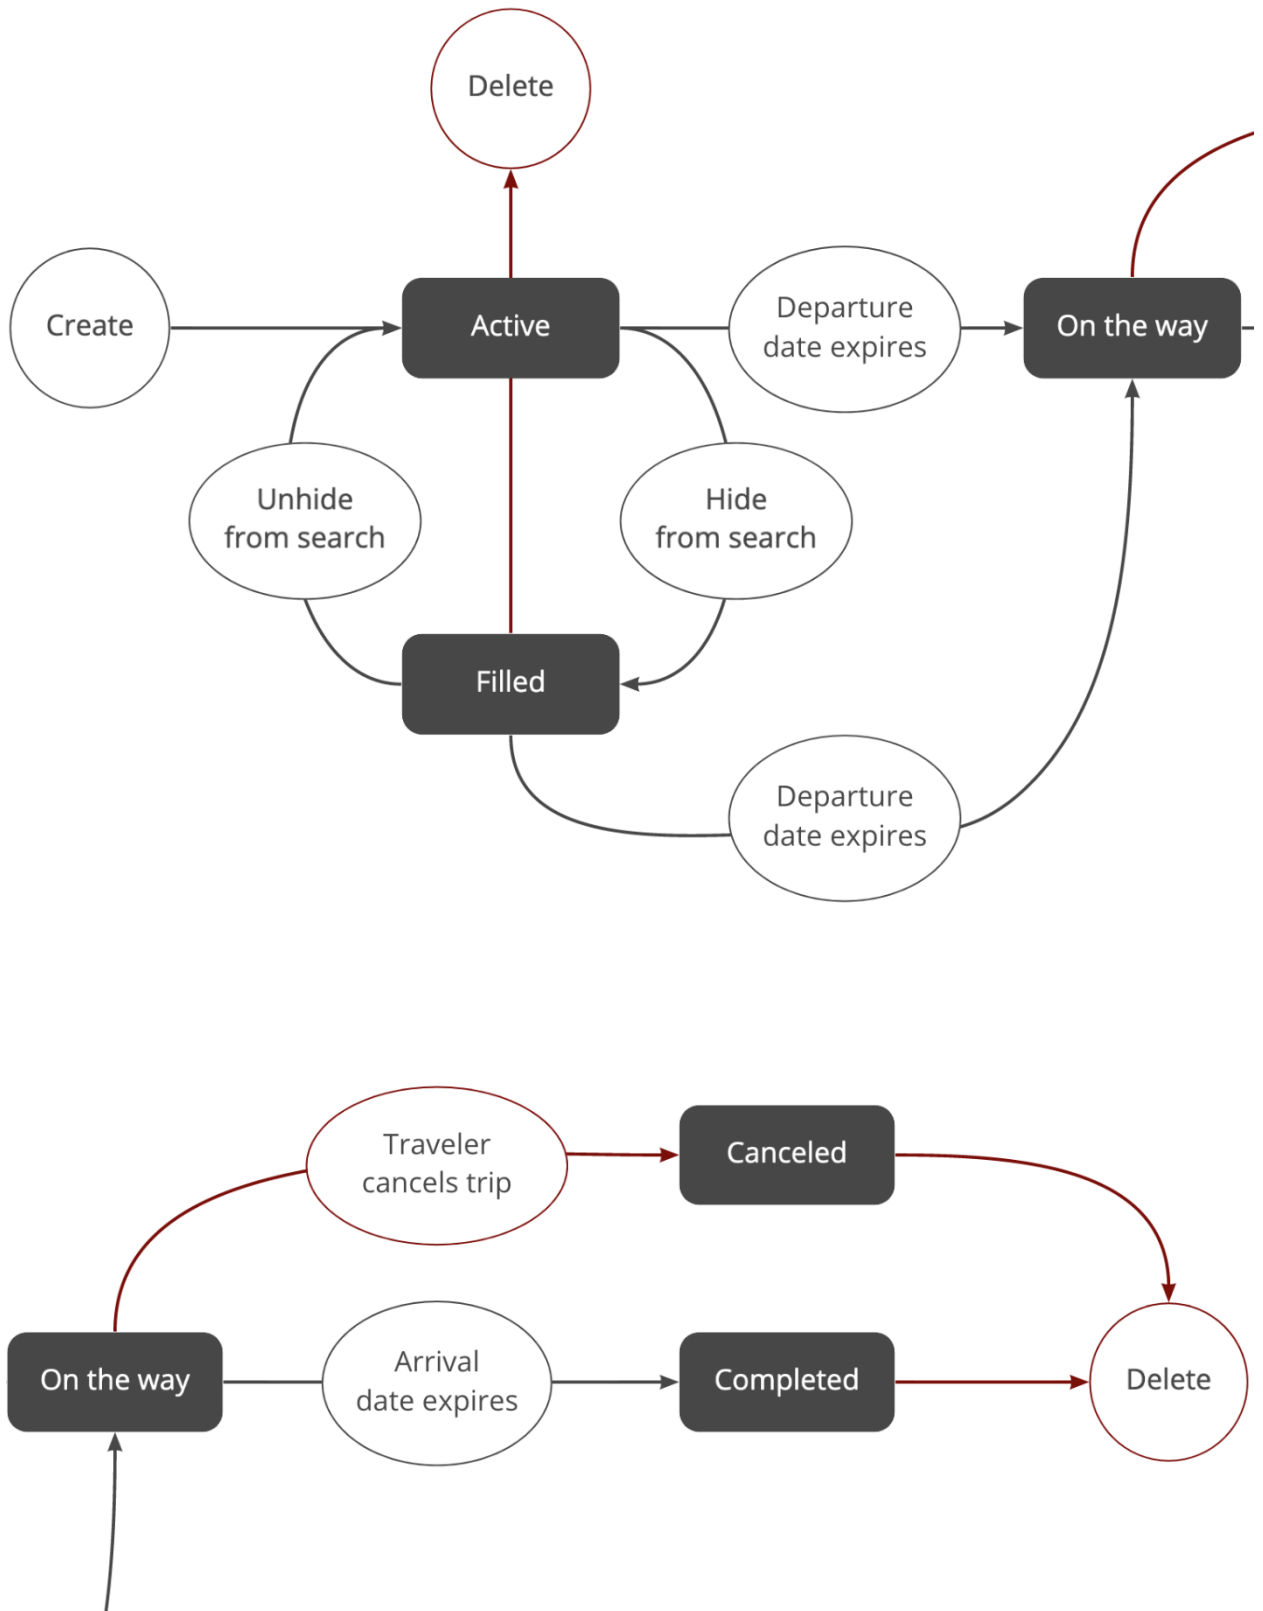 Delete
Create
Active
Departure
date expires
On the way
Unhide
from search
Hide
from search
Filled
Departure
date expires
Traveler
cancels trip
Canceled
On the way
Arrival
date expires
Completed
Delete